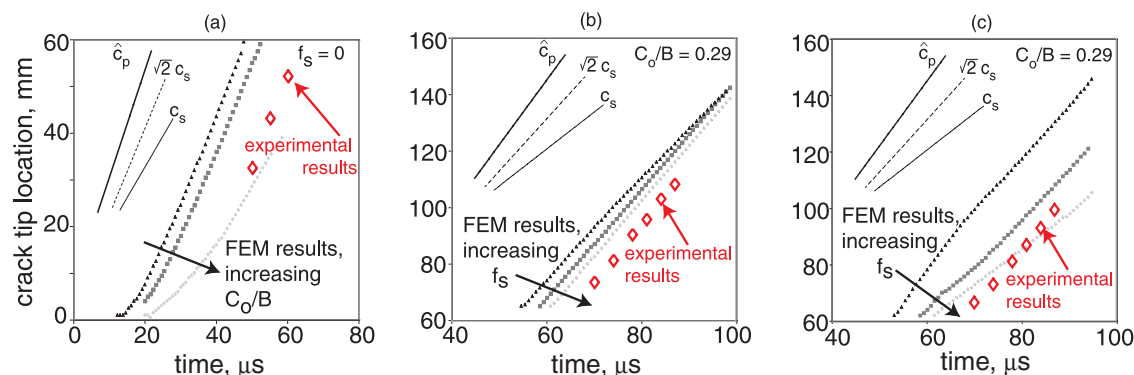 (a)
crack tip location, mm
60
40
20
0
ĉp
√2 cs
cs
fs = 0
experimental
results
FEM results,
increasing
Co/B
0 20 40 60 80
time, μs
(b)
160
140
120
100
80
60
ĉp
√2 cs
cs
Co/B = 0.29
FEM results,
increasing
fs
experimental
results
40 60 80 100
time, μs
(c)
160
140
120
100
80
60
ĉp
√2 cs
cs
Co/B = 0.29
FEM results,
increasing
fs
experimental
results
40 60 80 100
time, μs